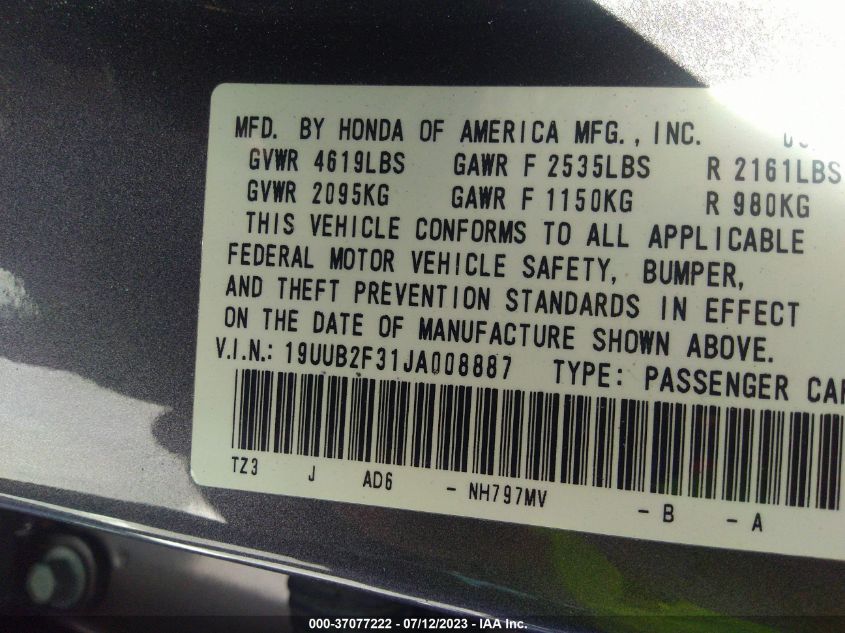 MFD. BY HONDA OF AMERICA MFG., INC.
GVWR 4619LBS GAWR F 2535LBS R 2161LBS
GVWR 2095KG GAWR F 1150KG R 980KG
THIS VEHICLE CONFORMS TO ALL APPLICABLE
FEDERAL MOTOR VEHICLE SAFETY, BUMPER,
AND THEFT PREVENTION STANDARDS IN EFFECT
ON THE DATE OF MANUFACTURE SHOWN ABOVE.
V.I.N.: 19UUB2F31JA008887 TYPE: PASSENGER CAR
TZ3 J AD6 - NH797MV - B - A
000-37077222 - 07/12/2023 - IAA Inc.